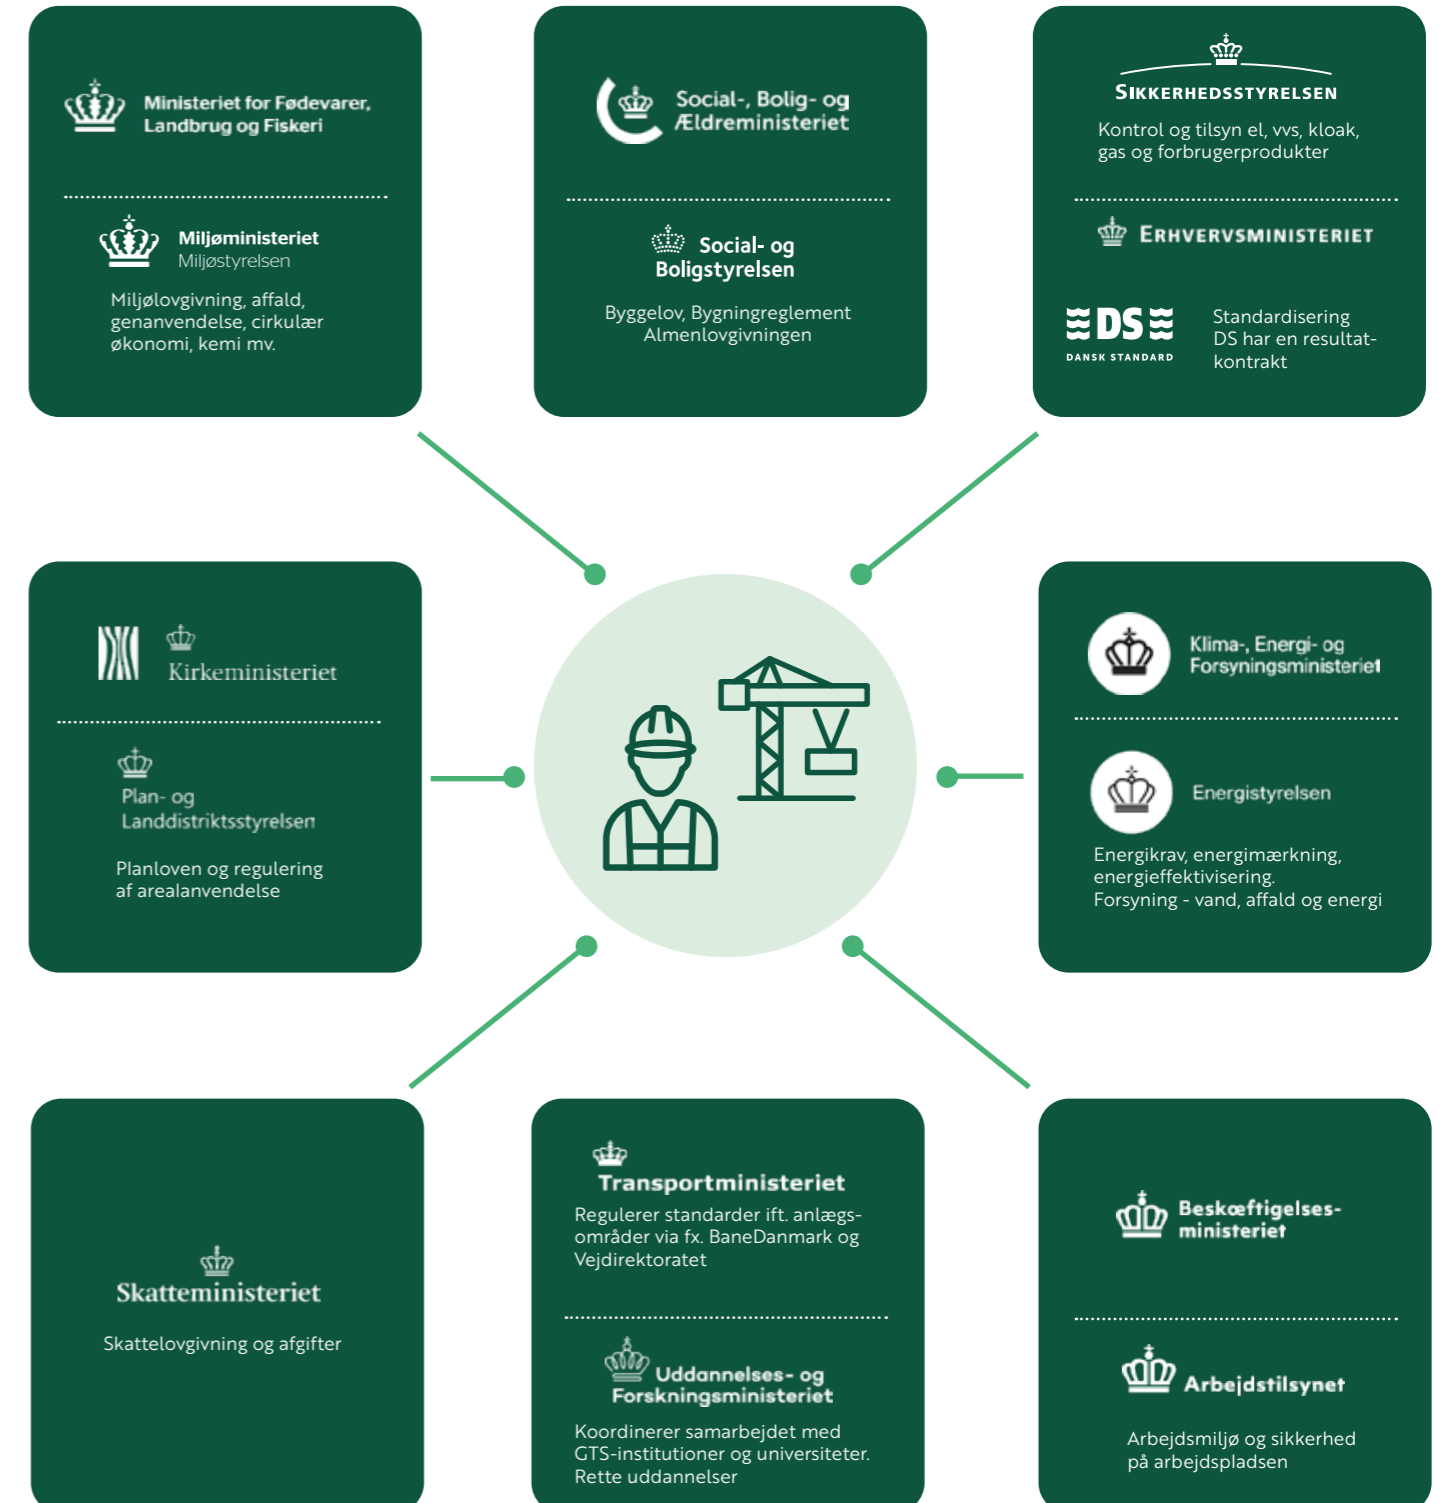 Ministeriet for Fødevarer,
Landbrug og Fiskeri
Miljøministeriet
Miljøstyrelsen
Miljølovgivning, affald,
genanvendelse, cirkulær
økonomi, kemi mv.
Social-, Bolig- og
Ældreministeriet
Social- og
Boligstyrelsen
Byggelov, Bygningreglement
Almenlovgivningen
SIKKERHEDSSTYRELSEN
Kontrol og tilsyn el, vvs, kloak,
gas og forbrugerprodukter
ERHVERVSMINISTERIET
DS
DANSK STANDARD
Standardisering
DS har en resultat-
kontrakt
Kirkeministeriet
Plan- og
Landdistriktsstyrelsen
Planloven og regulering
af arealanvendelse
Klima-, Energi- og
Forsyningsministeriet
Energistyrelsen
Energikrav, energimærkning,
energieffektivisering.
Forsyning - vand, affald og energi
Skatteministeriet
Skattelovgivning og afgifter
Transportministeriet
Regulerer standarder ift. anlægs-
områder via fx. BaneDanmark og
Vejdirektoratet
Uddannelses- og
Forskningsministeriet
Koordinerer samarbejdet med
GTS-institutioner og universiteter.
Rette uddannelser
Beskæftigelses-
ministeriet
Arbejdstilsynet
Arbejdsmiljø og sikkerhed
på arbejdspladsen